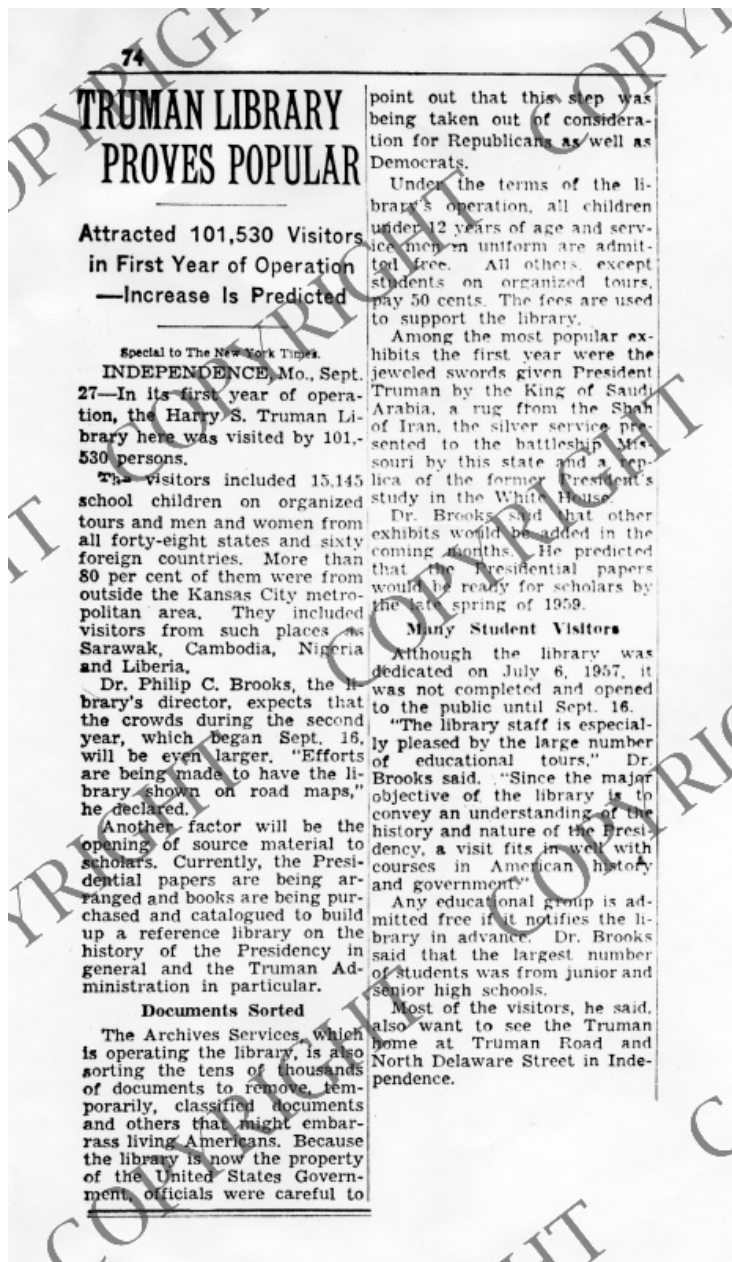 74
TRUMAN LIBRARY
PROVES POPULAR
Attracted 101,530 Visitors
in First Year of Operation
—Increase Is Predicted
Special to The New York Times.
INDEPENDENCE, Mo., Sept.
27—In its first year of opera-
tion, the Harry S. Truman Li-
brary here was visited by 101,-
530 persons.
The visitors included 15,145
school children on organized
tours and men and women from
all forty-eight states and sixty
foreign countries. More than
80 per cent of them were from
outside the Kansas City metro-
politan area. They included
visitors from such places as
Sarawak, Cambodia, Nigeria
and Liberia.
Dr. Philip C. Brooks, the li-
brary's director, expects that
the crowds during the second
year, which began Sept. 16,
will be even larger. "Efforts
are being made to have the li-
brary shown on road maps,"
he declared.
Another factor will be the
opening of source material to
scholars. Currently, the Presi-
dential papers are being ar-
ranged and books are being pur-
chased and catalogued to build
up a reference library on the
history of the Presidency in
general and the Truman Ad-
ministration in particular.
Documents Sorted
The Archives Services, which
is operating the library, is also
sorting the tens of thousands
of documents to remove, tem-
porarily, classified documents
and others that might embar-
rass living Americans. Because
the library is now the property
of the United States Govern-
ment, officials were careful to
point out that this step was
being taken out of considera-
tion for Republicans as well as
Democrats.
Under the terms of the li-
brary's operation, all children
under 12 years of age and serv-
ice men in uniform are admit-
ted free. All others, except
students on organized tours,
pay 50 cents. The fees are used
to support the library.
Among the most popular ex-
hibits the first year were the
jeweled swords given President
Truman by the King of Saudi
Arabia, a rug from the Shah
of Iran, the silver service pre-
sented to the battleship Mis-
souri by this state and a rep-
lica of the former President's
study in the White House.
Dr. Brooks said that other
exhibits would be added in the
coming months. He predicted
that the Presidential papers
would be ready for scholars by
the late spring of 1959.
Many Student Visitors
Although the library was
dedicated on July 6, 1957, it
was not completed and opened
to the public until Sept. 16.
"The library staff is especial-
ly pleased by the large number
of educational tours," Dr.
Brooks said. "Since the major
objective of the library is to
convey an understanding of the
history and nature of the Presi-
dency, a visit fits in well with
courses in American history
and government."
Any educational group is ad-
mitted free if it notifies the li-
brary in advance. Dr. Brooks
said that the largest number
of students was from junior and
senior high schools.
Most of the visitors, he said,
also want to see the Truman
home at Truman Road and
North Delaware Street in Inde-
pendence.
COPYRIGHT COPYRIGHT COPYRIGHT